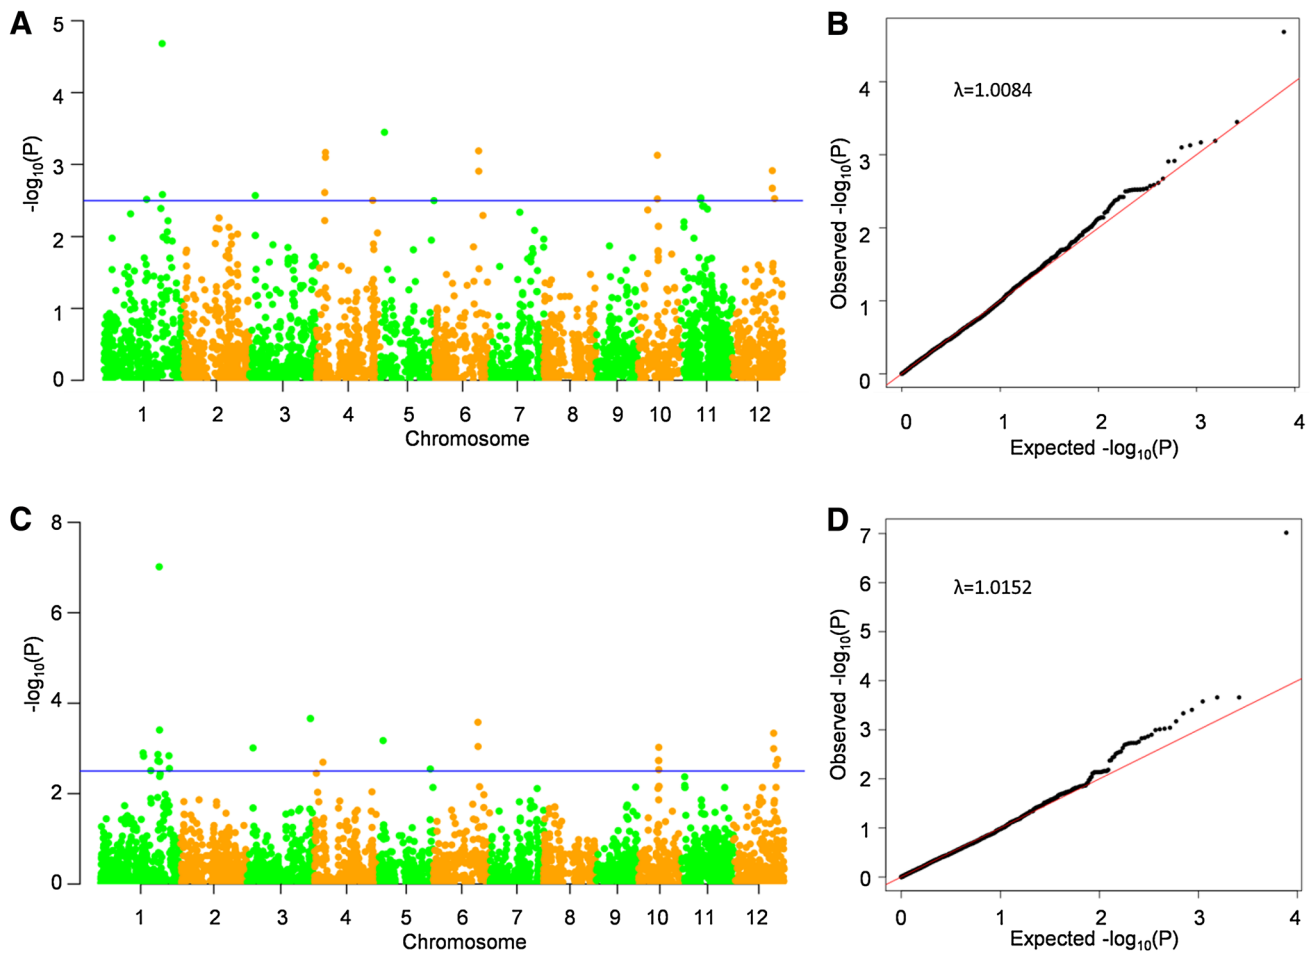 A
5
4
3
2
1
0
-log10(P)
1 2 3 4 5 6 7 8 9 10 11 12
Chromosome
B
λ=1.0084
4
3
2
1
0
Observed -log10(P)
0 1 2 3 4
Expected -log10(P)
C
8
6
4
2
0
-log10(P)
1 2 3 4 5 6 7 8 9 10 11 12
Chromosome
D
λ=1.0152
7
6
5
4
3
2
1
0
Observed -log10(P)
0 1 2 3 4
Expected -log10(P)